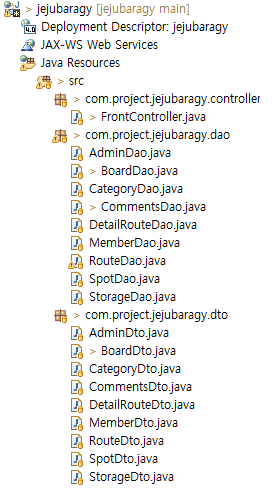 > jejubaragy [jejubaragy main]
Deployment Descriptor: jejubaragy
JAX-WS Web Services
Java Resources
src
> com.project.jejubaragy.controller
> FrontController.java
> com.project.jejubaragy.dao
AdminDao.java
> BoardDao.java
CategoryDao.java
> CommentsDao.java
DetailRouteDao.java
MemberDao.java
RouteDao.java
SpotDao.java
StorageDao.java
> com.project.jejubaragy.dto
AdminDto.java
> BoardDto.java
CategoryDto.java
CommentsDto.java
DetailRouteDto.java
MemberDto.java
RouteDto.java
SpotDto.java
StorageDto.java